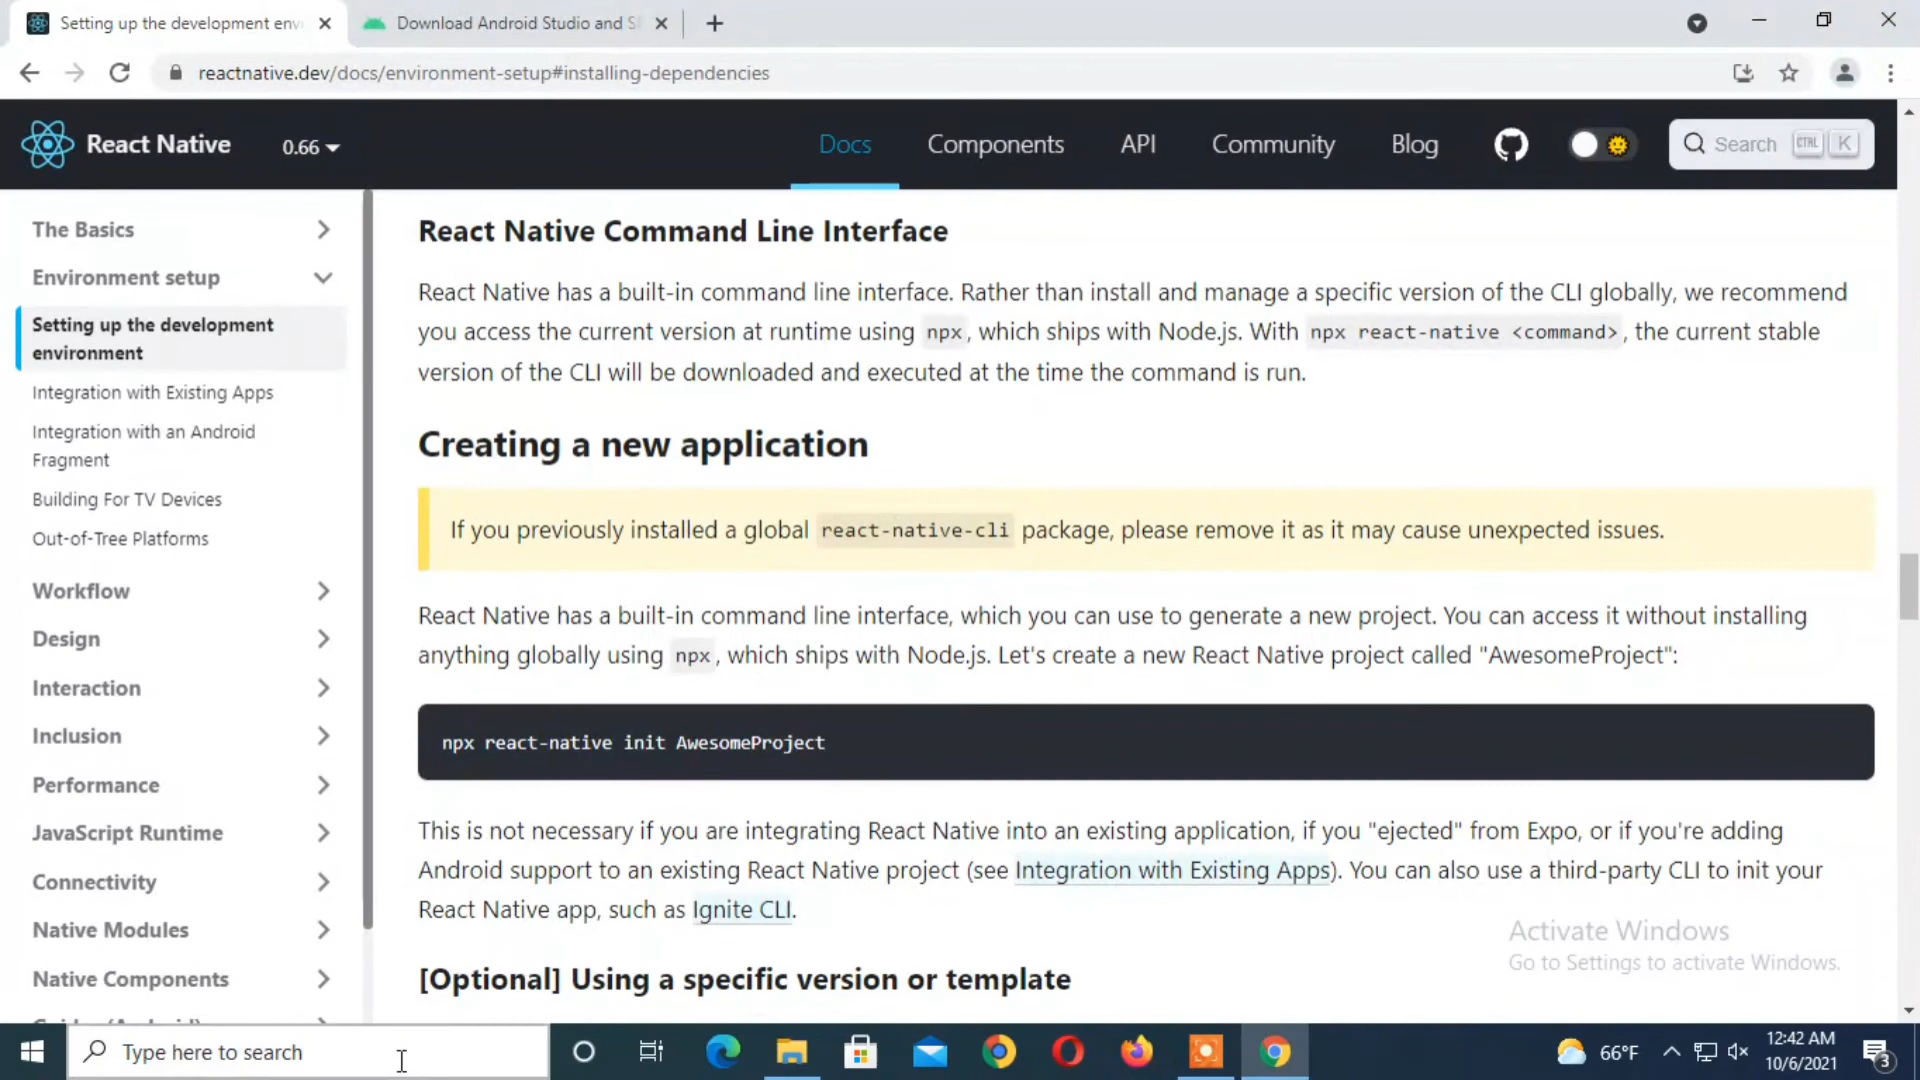 Setting up the development env
Download Android Studio and S
reactnative.dev/docs/environment-setup#installing-dependencies
React Native
0.66
Docs
Components
API
Community
Blog
Search
CTRL
K
The Basics
Environment setup
Setting up the development
environment
Integration with Existing Apps
Integration with an Android
Fragment
Building For TV Devices
Out-of-Tree Platforms
Workflow
Design
Interaction
Inclusion
Performance
JavaScript Runtime
Connectivity
Native Modules
Native Components
Guides (Android)
React Native Command Line Interface
React Native has a built-in command line interface. Rather than install and manage a specific version of the CLI globally, we recommend
you access the current version at runtime using npx, which ships with Node.js. With npx react-native <command>, the current stable
version of the CLI will be downloaded and executed at the time the command is run.
Creating a new application
If you previously installed a global react-native-cli package, please remove it as it may cause unexpected issues.
React Native has a built-in command line interface, which you can use to generate a new project. You can access it without installing
anything globally using npx, which ships with Node.js. Let's create a new React Native project called "AwesomeProject":
npx react-native init AwesomeProject
This is not necessary if you are integrating React Native into an existing application, if you "ejected" from Expo, or if you're adding
Android support to an existing React Native project (see Integration with Existing Apps). You can also use a third-party CLI to init your
React Native app, such as Ignite CLI.
[Optional] Using a specific version or template
Activate Windows
Go to Settings to activate Windows.
Type here to search
66°F
12:42 AM
10/6/2021
3